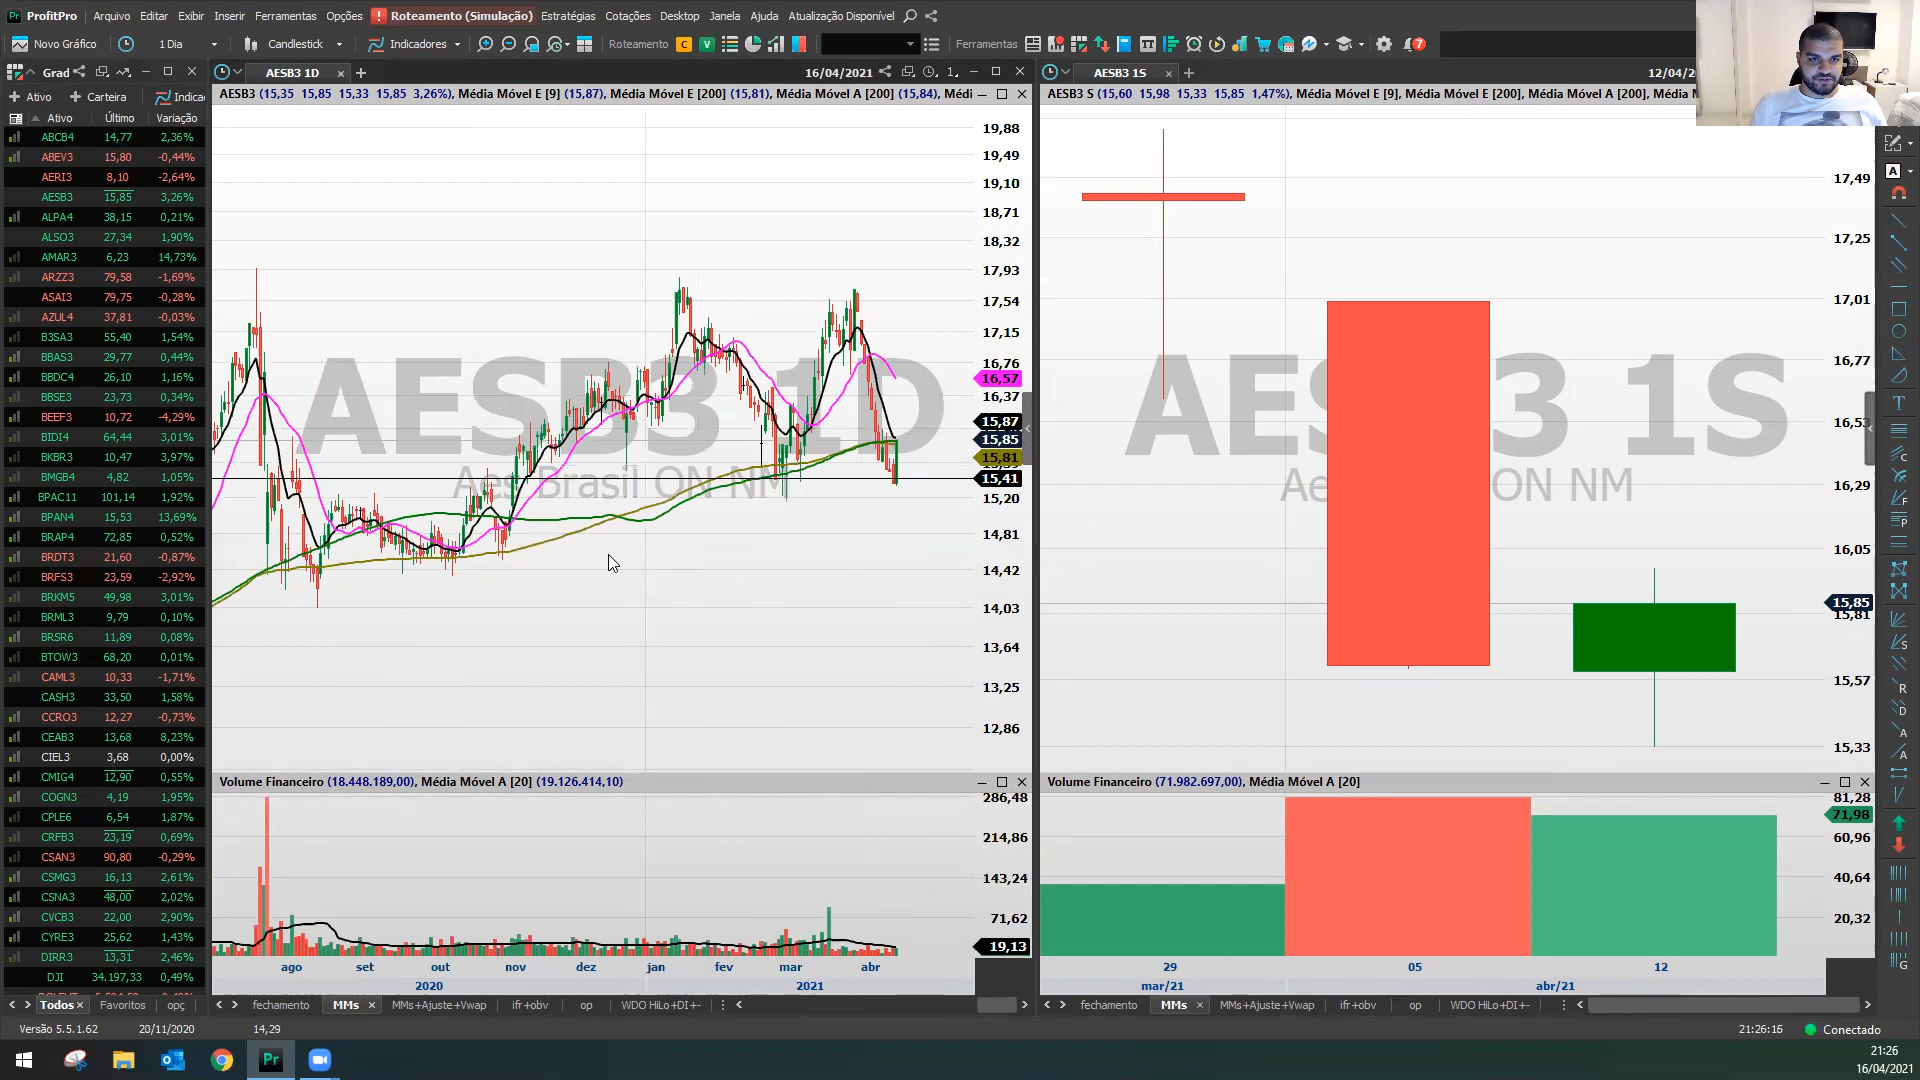 ProfitPro Arquivo Editar Exibir Inserir Ferramentas Opções Roteamento (Simulação) Estratégias Cotações Desktop Janela Ajuda Atualização Disponível
Novo Gráfico 1 Dia Candlestick Indicadores Roteamento C V Ferramentas 7
Grad
Ativo Carteira Indica
Ativo Último Variação
ABCB4 14,77 2,36%
ABEV3 15,80 -0,44%
AERI3 8,10 -2,64%
AESB3 15,85 3,26%
ALPA4 38,15 0,21%
ALSO3 27,34 1,90%
AMAR3 6,23 14,73%
ARZZ3 79,58 -1,69%
ASAI3 79,75 -0,28%
AZUL4 37,81 -0,03%
B3SA3 55,40 1,54%
BBAS3 29,77 0,44%
BBDC4 26,10 1,16%
BBSE3 23,73 0,34%
BEEF3 10,72 -4,29%
BIDI4 64,44 3,01%
BKBR3 10,47 3,97%
BMGB4 4,82 1,05%
BPAC11 101,14 1,92%
BPAN4 15,53 13,69%
BRAP4 72,85 0,52%
BRDT3 21,60 -0,87%
BRFS3 23,59 -2,92%
BRKM5 49,98 3,01%
BRML3 9,79 0,10%
BRSR6 11,89 0,08%
BTOW3 68,20 0,01%
CAML3 10,33 -1,71%
CASH3 33,50 1,58%
CCRO3 12,27 -0,73%
CEAB3 13,68 8,23%
CIEL3 3,68 0,00%
CMIG4 12,90 0,55%
COGN3 4,19 1,95%
CPLE6 6,54 1,87%
CRFB3 23,19 0,69%
CSAN3 90,80 -0,29%
CSMG3 16,13 2,61%
CSNA3 48,00 2,02%
CVCB3 22,00 2,90%
CYRE3 25,62 1,43%
DIRR3 13,31 2,46%
DJI 34.197,33 0,49%
Todos Favoritos opç
AESB3 1D 16/04/2021 1
AESB3 (15,35 15,85 15,33 15,85 3,26%), Média Móvel E [9] (15,87), Média Móvel E [200] (15,81), Média Móvel A [200] (15,84), Médi
AESB3 1D
Aes Brasil ON NM
19,88
19,49
19,10
18,71
18,32
17,93
17,54
17,15
16,76
16,57
16,37
15,87
15,85
15,81
15,41
15,20
14,81
14,42
14,03
13,64
13,25
12,86
Volume Financeiro (18.448.189,00), Média Móvel A [20] (19.126.414,10)
286,48
214,86
143,24
71,62
19,13
ago set out nov dez jan fev mar abr
2020 2021
fechamento MMs MMs+Ajuste+Vwap ifr+obv op WDO HiLo+DI+-
AESB3 1S 12/04/20
AESB3 S (15,60 15,98 15,33 15,85 1,47%), Média Móvel E [9], Média Móvel E [200], Média Móvel A [200], Média M
AESB3 1S
ON NM
17,49
17,25
17,01
16,77
16,53
16,29
16,05
15,85
15,81
15,57
15,33
Volume Financeiro (71.982.697,00), Média Móvel A [20]
81,28
71,98
60,96
40,64
20,32
29 05 12
mar/21 abr/21
fechamento MMs MMs+Ajuste+Vwap ifr+obv op WDO HiLo+DI+-
Versão 5.5.1.62 20/11/2020 14,29 21:26:15 Conectado
Pr 21:26
16/04/2021